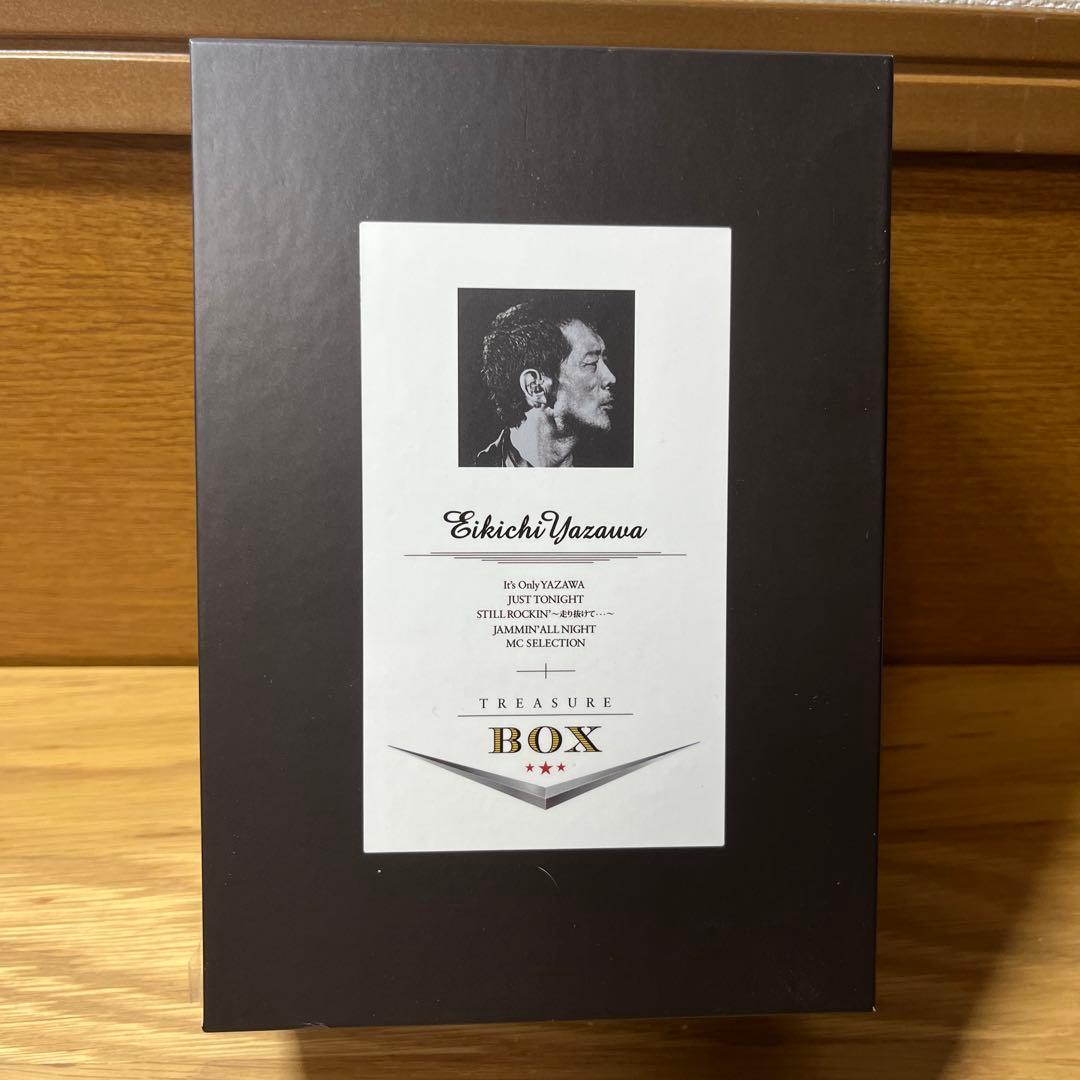 Eikichi Yazawa
It's Only YAZAWA
JUST TONIGHT
STILL ROCKIN' ～走り抜けて･･･～
JAMMIN' ALL NIGHT
MC SELECTION
TREASURE
BOX